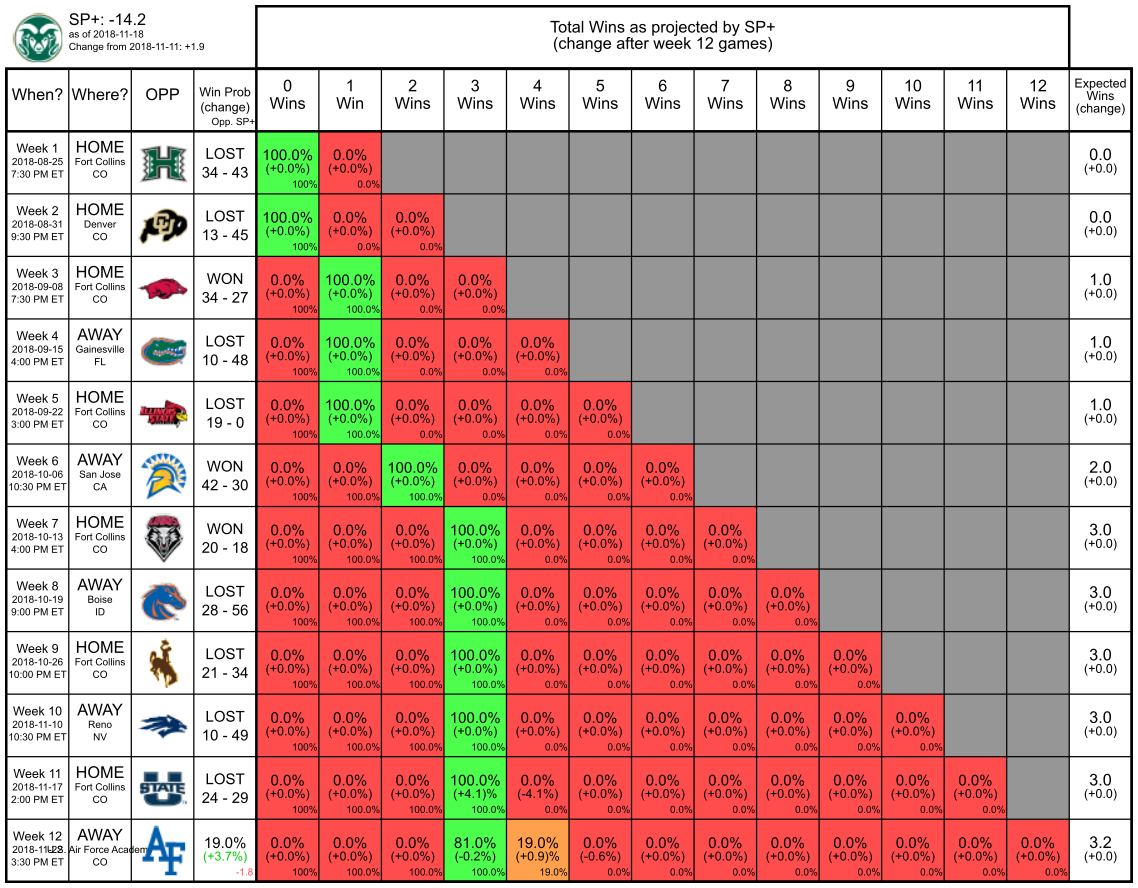 SP+: -14.2
as of 2018-11-18
Change from 2018-11-11: +1.9
Total Wins as projected by SP+
(change after week 12 games)
When? Where? OPP Win Prob (change) Opp. SP+ 0 Wins 1 Win 2 Wins 3 Wins 4 Wins 5 Wins 6 Wins 7 Wins 8 Wins 9 Wins 10 Wins 11 Wins 12 Wins Expected Wins (change)
Week 1 HOME LOST 100.0% 0.0% 0.0
2018-08-25 Fort Collins H (+0.0%) (+0.0%) (+0.0)
7:30 PM ET CO 34 - 43 100% 0.0%
Week 2 HOME LOST 100.0% 0.0% 0.0% 0.0
2018-08-31 Denver CU (+0.0%) (+0.0%) (+0.0%) (+0.0)
9:30 PM ET CO 13 - 45 100% 0.0% 0.0%
Week 3 HOME WON 0.0% 100.0% 0.0% 0.0% 1.0
2018-09-08 Fort Collins (+0.0%) (+0.0%) (+0.0%) (+0.0%) (+0.0)
7:30 PM ET CO 34 - 27 100% 100.0% 0.0% 0.0%
Week 4 AWAY LOST 0.0% 100.0% 0.0% 0.0% 0.0% 1.0
2018-09-15 Gainesville (+0.0%) (+0.0%) (+0.0%) (+0.0%) (+0.0%) (+0.0)
4:00 PM ET FL 10 - 48 100% 100.0% 0.0% 0.0% 0.0%
Week 5 HOME LOST 0.0% 100.0% 0.0% 0.0% 0.0% 0.0% 1.0
2018-09-22 Fort Collins ILLINOIS STATE (+0.0%) (+0.0%) (+0.0%) (+0.0%) (+0.0%) (+0.0%) (+0.0)
3:00 PM ET CO 19 - 0 100% 100.0% 0.0% 0.0% 0.0% 0.0%
Week 6 AWAY WON 0.0% 0.0% 100.0% 0.0% 0.0% 0.0% 0.0% 2.0
2018-10-06 San Jose (+0.0%) (+0.0%) (+0.0%) (+0.0%) (+0.0%) (+0.0%) (+0.0%) (+0.0)
10:30 PM ET CA 42 - 30 100% 100.0% 100.0% 0.0% 0.0% 0.0% 0.0%
Week 7 HOME LOBOS WON 0.0% 0.0% 0.0% 100.0% 0.0% 0.0% 0.0% 0.0% 3.0
2018-10-13 Fort Collins (+0.0%) (+0.0%) (+0.0%) (+0.0%) (+0.0%) (+0.0%) (+0.0%) (+0.0%) (+0.0)
4:00 PM ET CO 20 - 18 100% 100.0% 100.0% 100.0% 0.0% 0.0% 0.0% 0.0%
Week 8 AWAY LOST 0.0% 0.0% 0.0% 100.0% 0.0% 0.0% 0.0% 0.0% 0.0% 3.0
2018-10-19 Boise (+0.0%) (+0.0%) (+0.0%) (+0.0%) (+0.0%) (+0.0%) (+0.0%) (+0.0%) (+0.0%) (+0.0)
9:00 PM ET ID 28 - 56 100% 100.0% 100.0% 100.0% 0.0% 0.0% 0.0% 0.0% 0.0%
Week 9 HOME LOST 0.0% 0.0% 0.0% 100.0% 0.0% 0.0% 0.0% 0.0% 0.0% 0.0% 3.0
2018-10-26 Fort Collins (+0.0%) (+0.0%) (+0.0%) (+0.0%) (+0.0%) (+0.0%) (+0.0%) (+0.0%) (+0.0%) (+0.0%) (+0.0)
10:00 PM ET CO 21 - 34 100% 100.0% 100.0% 100.0% 0.0% 0.0% 0.0% 0.0% 0.0% 0.0%
Week 10 AWAY LOST 0.0% 0.0% 0.0% 100.0% 0.0% 0.0% 0.0% 0.0% 0.0% 0.0% 0.0% 3.0
2018-11-10 Reno (+0.0%) (+0.0%) (+0.0%) (+0.0%) (+0.0%) (+0.0%) (+0.0%) (+0.0%) (+0.0%) (+0.0%) (+0.0%) (+0.0)
10:30 PM ET NV 10 - 49 100% 100.0% 100.0% 100.0% 0.0% 0.0% 0.0% 0.0% 0.0% 0.0% 0.0%
Week 11 HOME LOST 0.0% 0.0% 0.0% 100.0% 0.0% 0.0% 0.0% 0.0% 0.0% 0.0% 0.0% 0.0% 3.0
2018-11-17 Fort Collins U STATE (+0.0%) (+0.0%) (+0.0%) (+4.1)% (-4.1%) (+0.0%) (+0.0%) (+0.0%) (+0.0%) (+0.0%) (+0.0%) (+0.0%) (+0.0)
2:00 PM ET CO 24 - 29 100% 100.0% 100.0% 100.0% 0.0% 0.0% 0.0% 0.0% 0.0% 0.0% 0.0% 0.0%
Week 12 AWAY 19.0% 0.0% 0.0% 0.0% 81.0% 19.0% 0.0% 0.0% 0.0% 0.0% 0.0% 0.0% 0.0% 0.0% 3.2
2018-11-22 U.S. Air Force Academy AF (+3.7%) (+0.0%) (+0.0%) (+0.0%) (-0.2%) (+0.9)% (-0.6%) (+0.0%) (+0.0%) (+0.0%) (+0.0%) (+0.0%) (+0.0%) (+0.0%) (+0.0)
3:30 PM ET CO -1.8 100% 100.0% 100.0% 100.0% 19.0% 0.0% 0.0% 0.0% 0.0% 0.0% 0.0% 0.0% 0.0%